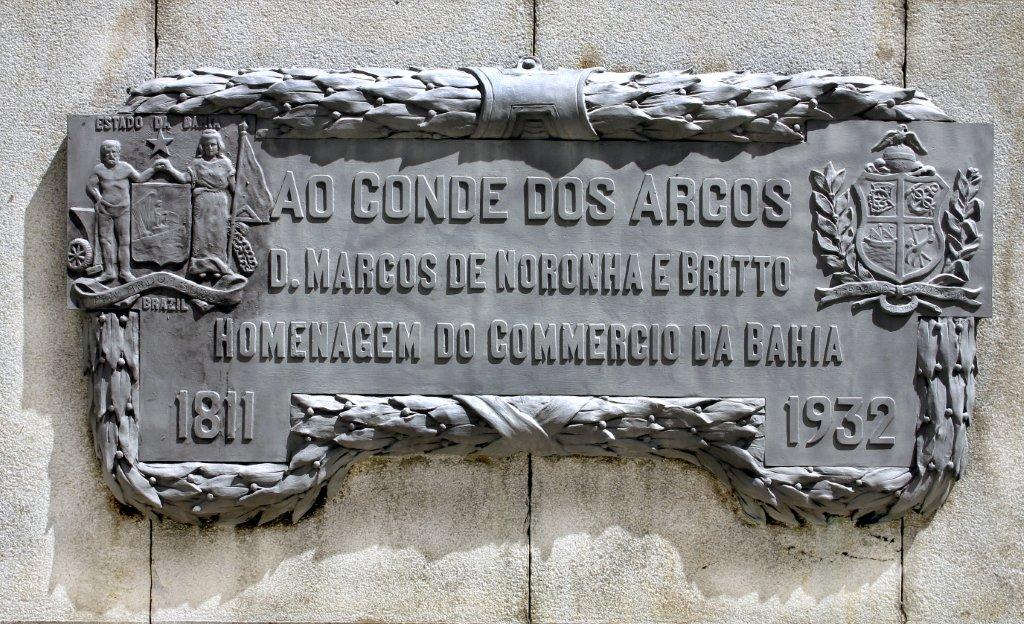 ESTADO DA BAHIA
BRAZIL
AO CONDE DOS ARCOS
D. MARCOS DE NORONHA E BRITTO
HOMENAGEM DO COMMERCIO DA BAHIA
1811
1932